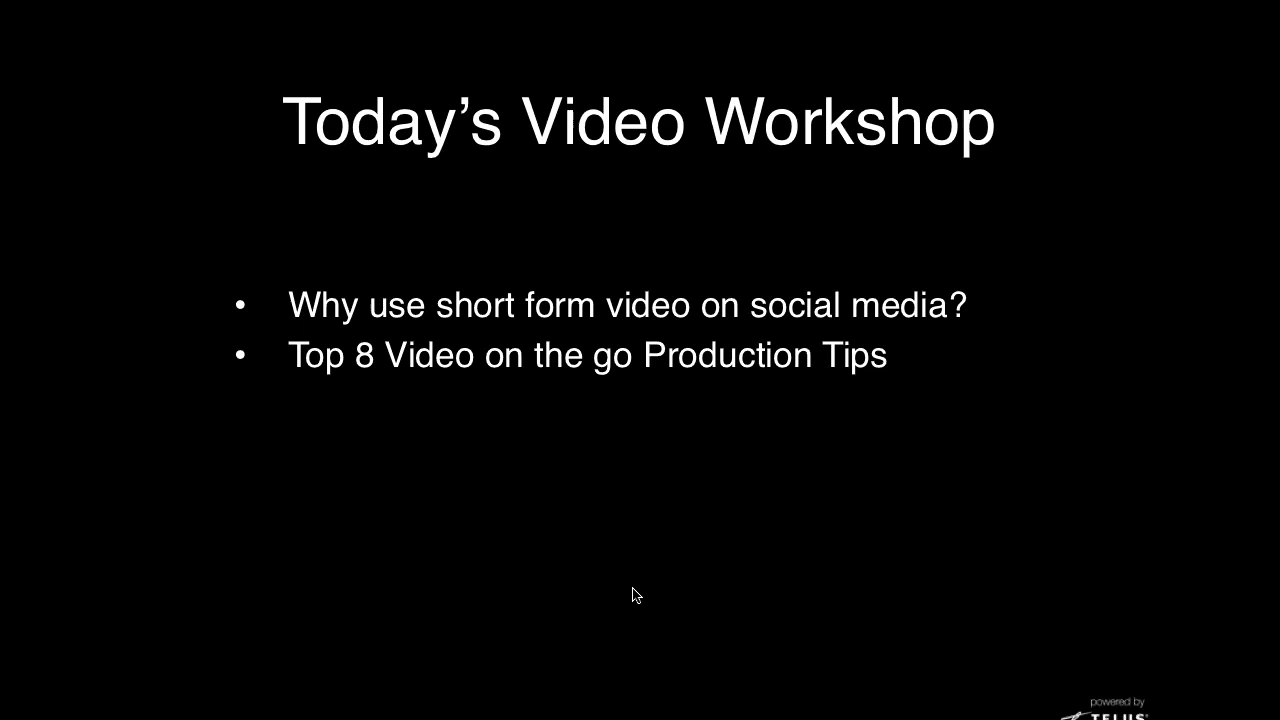 Today’s Video Workshop
• Why use short form video on social media?
• Top 8 Video on the go Production Tips
powered by
TELUS